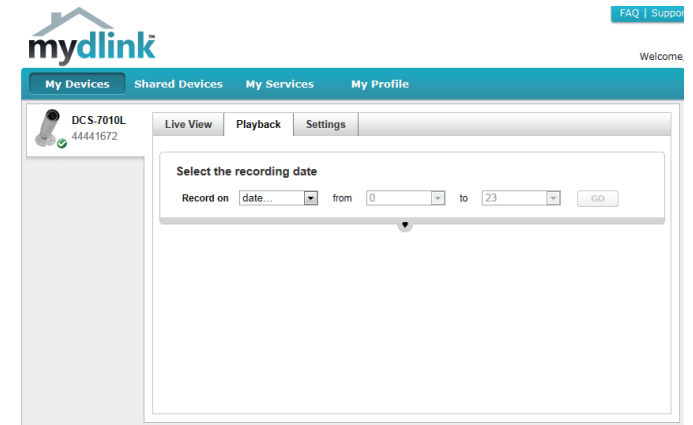 FAQ | Suppor
mydlink™
Welcome,
My Devices Shared Devices My Services My Profile
DCS-7010L
44441672
Live View Playback Settings
Select the recording date
Record on date... from 0 to 23 GO